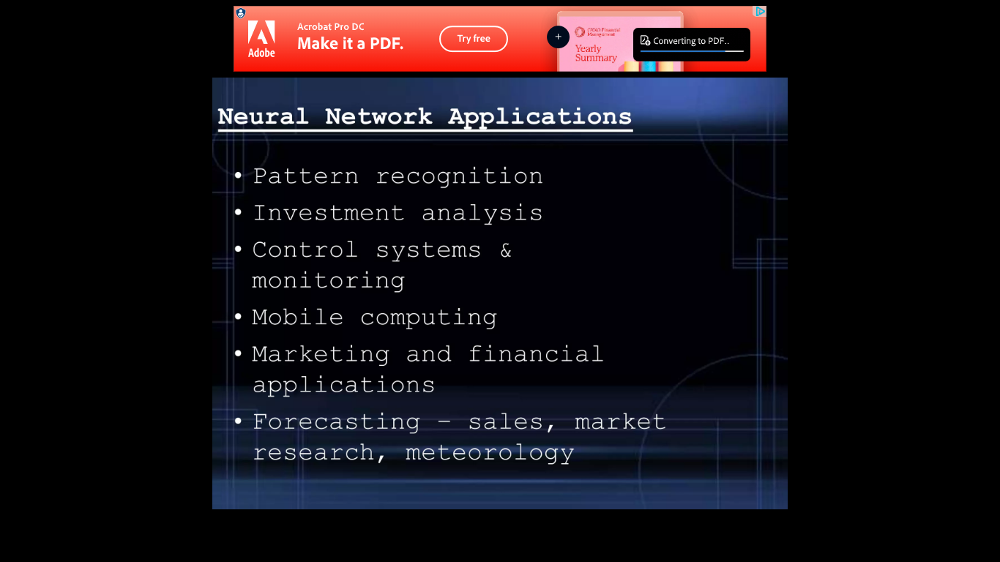 Acrobat Pro DC
Make it a PDF.
Adobe
Try free
+
Yearly
Summary
Converting to PDF..
Neural Network Applications
• Pattern recognition
• Investment analysis
• Control systems &
monitoring
• Mobile computing
• Marketing and financial
applications
• Forecasting – sales, market
research, meteorology